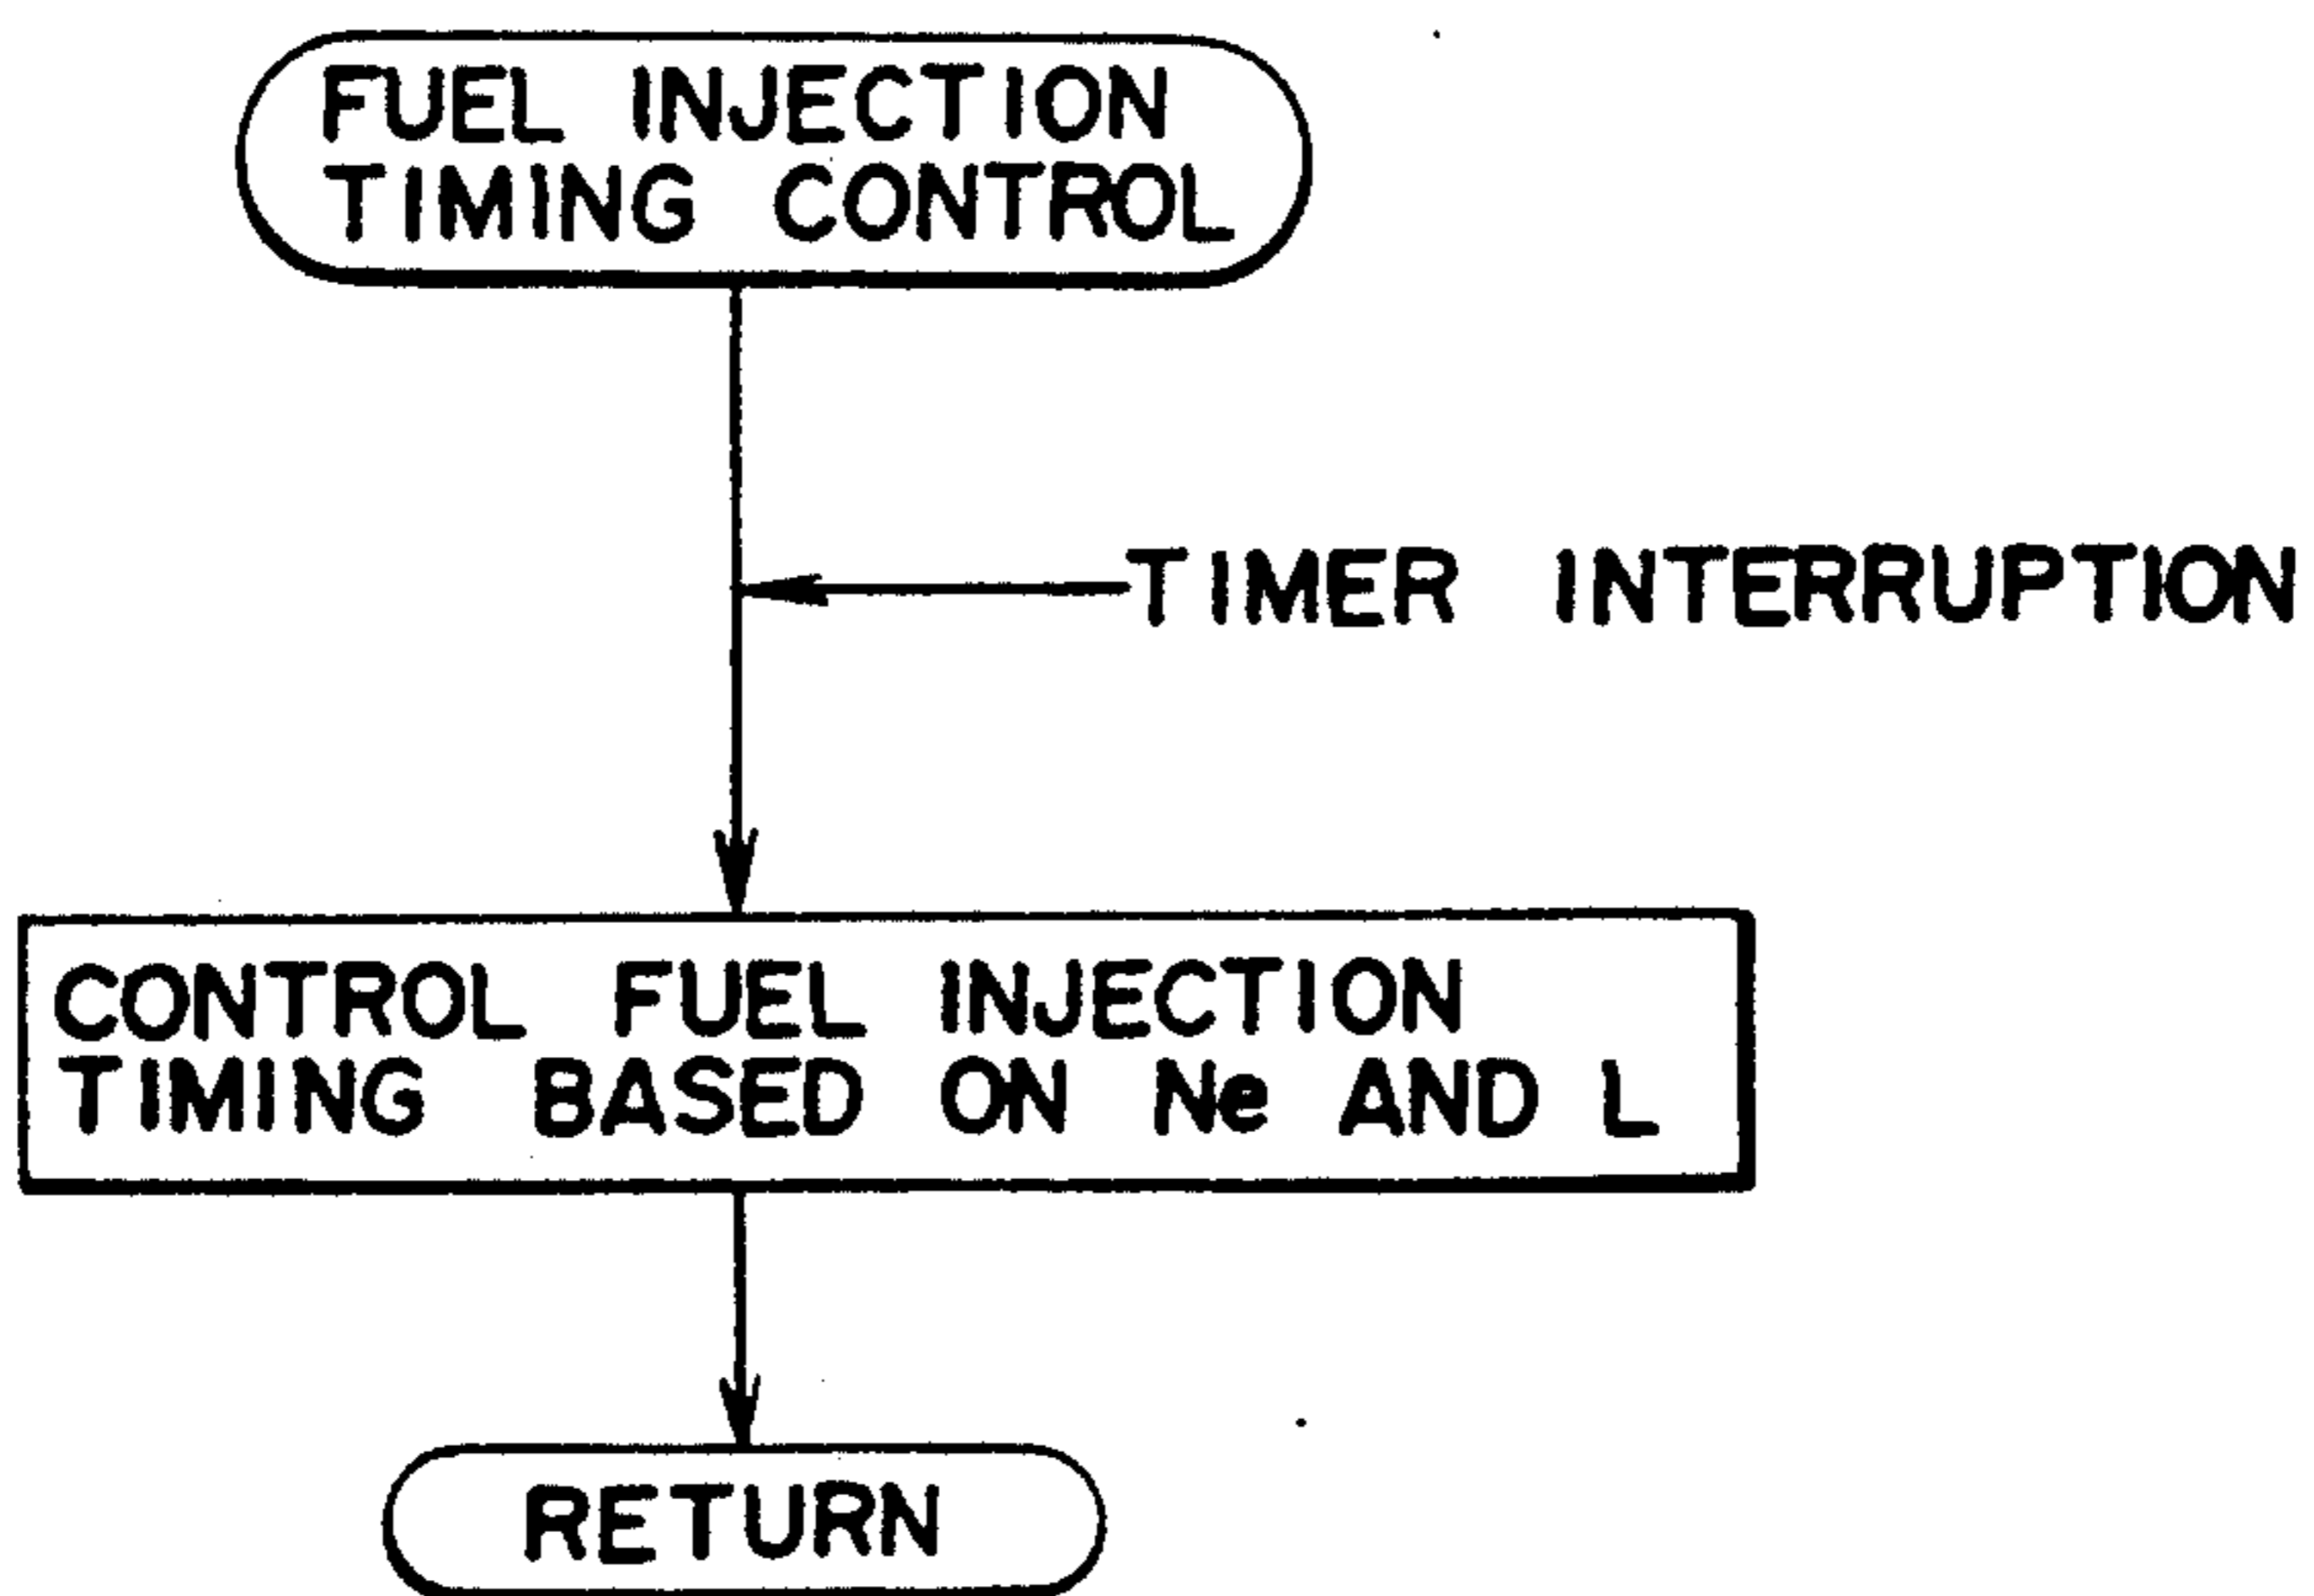 FUEL INJECTION
TIMING CONTROL
TIMER INTERRUPTION
CONTROL FUEL INJECTION
TIMING BASED ON Ne AND L
RETURN